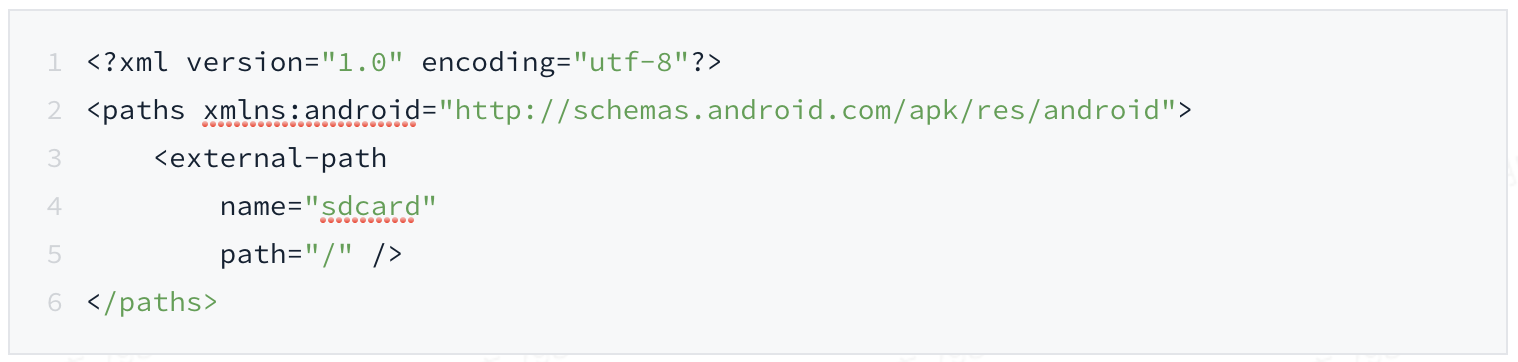 1 <?xml version="1.0" encoding="utf-8"?>
2 <paths xmlns:android="http://schemas.android.com/apk/res/android">
3     <external-path
4         name="sdcard"
5         path="/" />
6 </paths>